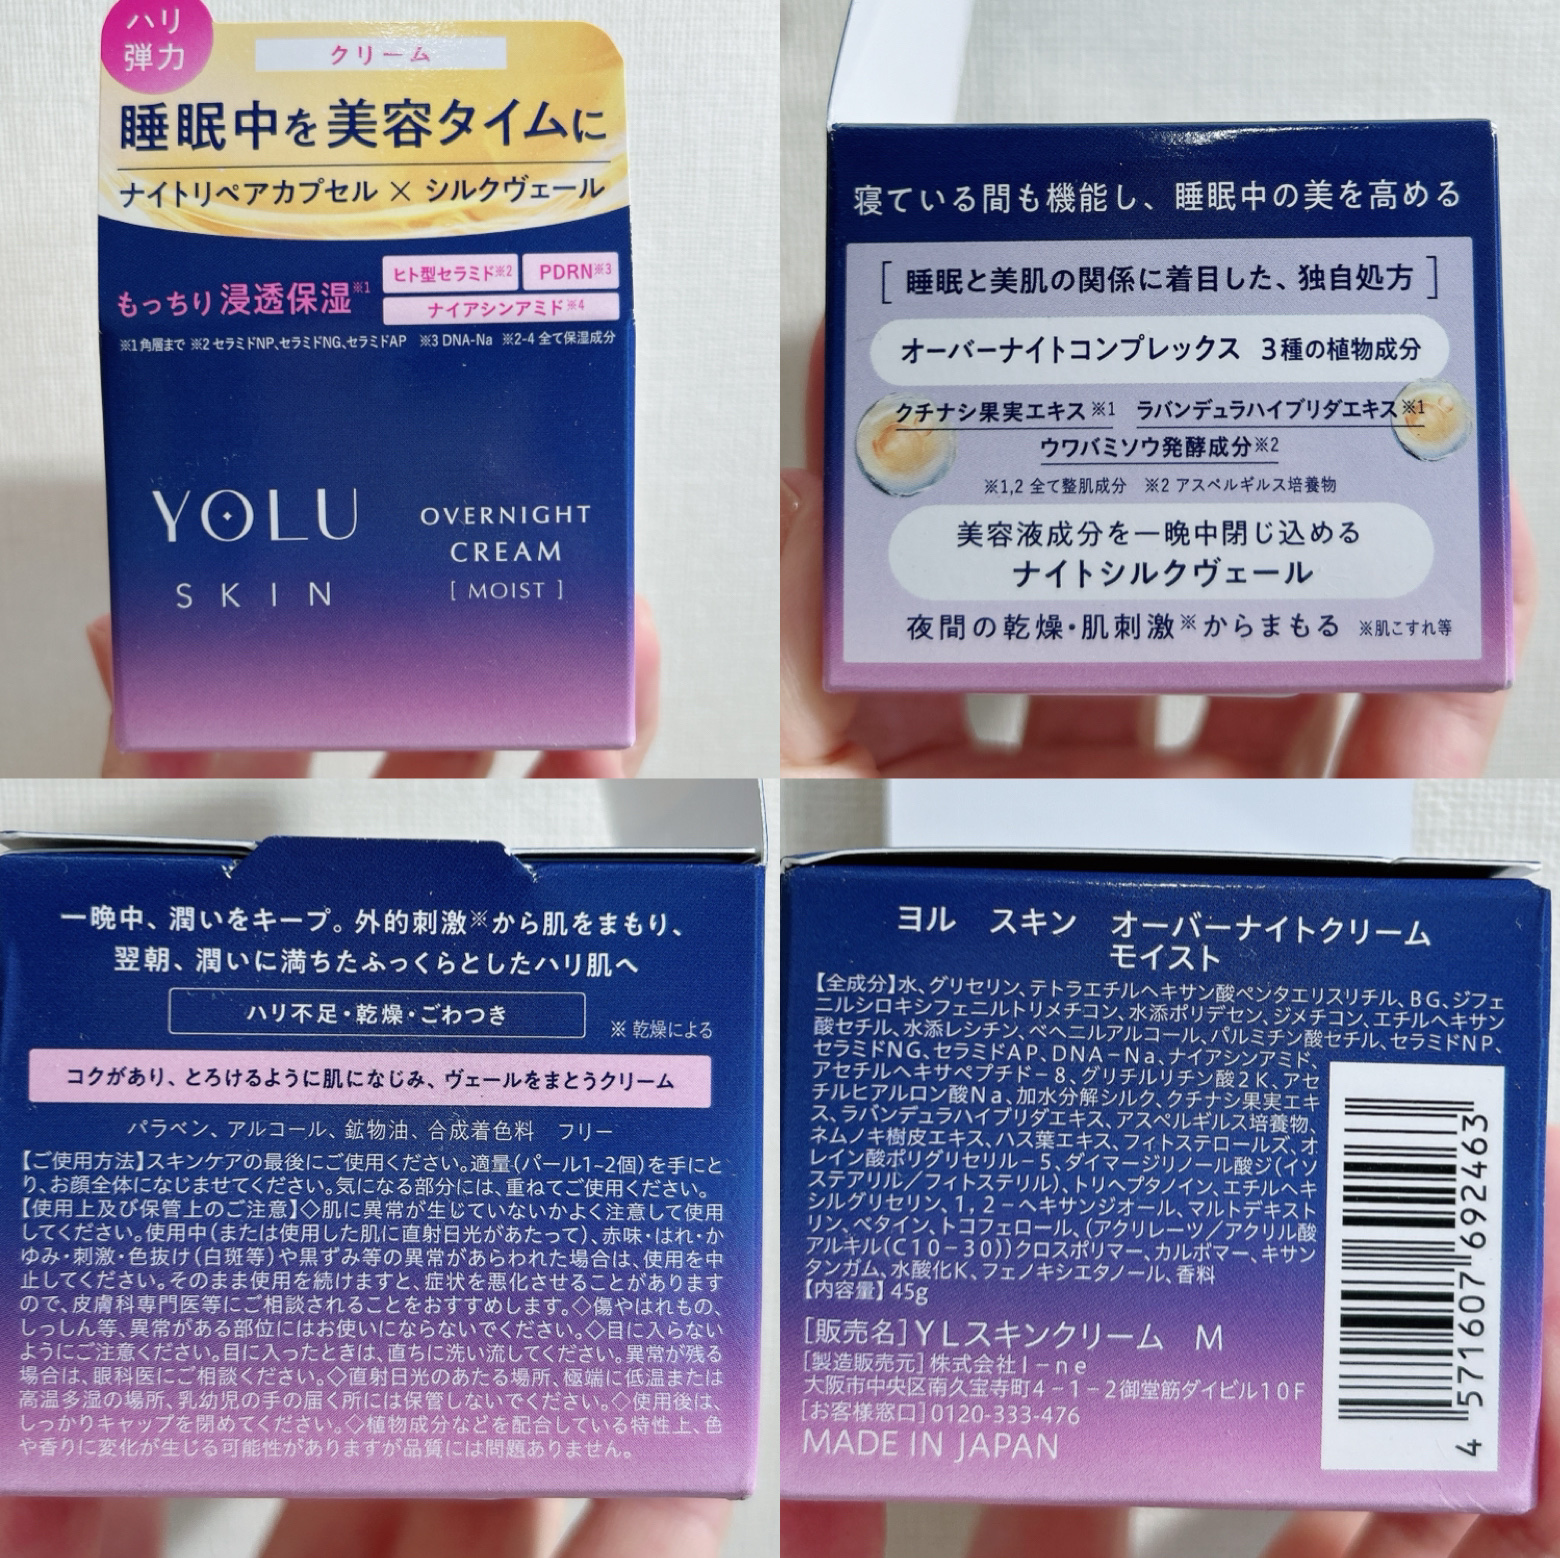 ハリ
弾力
クリーム
睡眠中を美容タイムに
ナイトリペアカプセル × シルクヴェール
もっちり浸透保湿※1
ヒト型セラミド※2
PDRN※3
ナイアシンアミド※4
※1 角層まで ※2 セラミドNP、セラミドNG、セラミドAP ※3 DNA-Na ※2-4 全て保湿成分
YOLU
SKIN
OVERNIGHT
CREAM
[ MOIST ]
寝ている間も機能し、睡眠中の美を高める
[ 睡眠と美肌の関係に着目した、独自処方 ]
オーバーナイトコンプレックス 3種の植物成分
クチナシ果実エキス※1 ラバンデュラハイブリダエキス※1
ウワバミソウ発酵成分※2
※1,2 全て整肌成分 ※2 アスペルギルス培養物
美容液成分を一晩中閉じ込める
ナイトシルクヴェール
夜間の乾燥・肌刺激※からまもる ※肌こすれ等
一晩中、潤いをキープ。外的刺激※から肌をまもり、
翌朝、潤いに満ちたふっくらとしたハリ肌へ
ハリ不足・乾燥・ごわつき
※ 乾燥による
コクがあり、とろけるように肌になじみ、ヴェールをまとうクリーム
パラベン、アルコール、鉱物油、合成着色料 フリー
【ご使用方法】スキンケアの最後にご使用ください。適量(パール1~2個)を手にと
り、お顔全体になじませてください。気になる部分には、重ねてご使用ください。
【使用上及び保管上のご注意】◇肌に異常が生じていないかよく注意して使用
してください。使用中(または使用した肌に直射日光があたって)、赤味・はれ・か
ゆみ・刺激・色抜け(白斑等)や黒ずみ等の異常があらわれた場合は、使用を中
止してください。そのまま使用を続けますと、症状を悪化させることがあります
ので、皮膚科専門医等にご相談されることをおすすめします。◇傷やはれもの、
しっしん等、異常がある部位にはお使いにならないでください。◇目に入らない
ようにご注意ください。目に入ったときは、直ちに洗い流してください。異常が残る
場合は、眼科医にご相談ください。◇直射日光のあたる場所、極端に低温または
高温多湿の場所、乳幼児の手の届く所には保管しないでください。◇使用後は、
しっかりキャップを閉めてください。◇植物成分などを配合している特性上、色
や香りに変化が生じる可能性がありますが品質には問題ありません。
ヨル スキン オーバーナイトクリーム
モイスト
【全成分】水、グリセリン、テトラエチルヘキサン酸ペンタエリスリチル、BG、ジフェ
ニルシロキシフェニルトリメチコン、水添ポリデセン、ジメチコン、エチルヘキサン
酸セチル、水添レシチン、ベヘニルアルコール、パルミチン酸セチル、セラミドNP、
セラミドNG、セラミドAP、DNA－Na、ナイアシンアミド、
アセチルヘキサペプチド－8、グリチルリチン酸2K、アセ
チルヒアルロン酸Na、加水分解シルク、クチナシ果実エキ
ス、ラバンデュラハイブリダエキス、アスペルギルス培養物、
ネムノキ樹皮エキス、ハス葉エキス、フィトステロールズ、オ
レイン酸ポリグリセリル－5、ダイマージリノール酸ジ(イソ
ステアリル／フィトステリル)、トリヘプタノイン、エチルヘキ
シルグリセリン、1，2－ヘキサンジオール、マルトデキスト
リン、ベタイン、トコフェロール、(アクリレーツ／アクリル酸
アルキル(C10－30))クロスポリマー、カルボマー、キサン
タンガム、水酸化K、フェノキシエタノール、香料
【内容量】45g
[販売名]YLスキンクリーム M
[製造販売元]株式会社I－ne
大阪市中央区南久宝寺町4－1－2御堂筋ダイビル10F
[お客様窓口]0120-333-476
MADE IN JAPAN
4 571607 692463